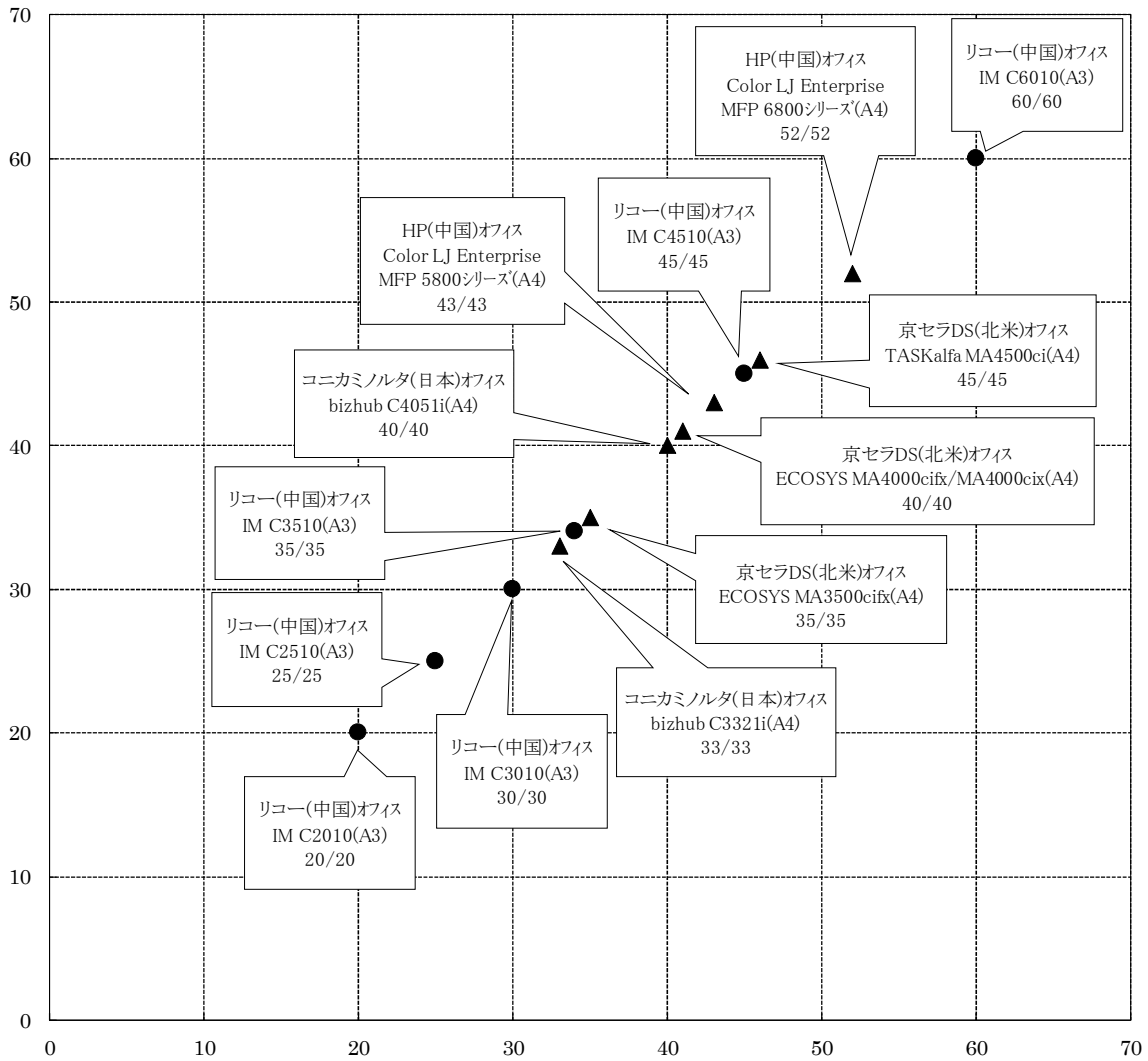 70
60
50
40
30
20
10
0
0
10
20
30
40
50
60
70
リコー(中国)オフィス
IM C6010(A3)
60/60
HP(中国)オフィス
Color LJ Enterprise
MFP 6800シリーズ(A4)
52/52
リコー(中国)オフィス
IM C4510(A3)
45/45
HP(中国)オフィス
Color LJ Enterprise
MFP 5800シリーズ(A4)
43/43
京セラDS(北米)オフィス
TASKalfa MA4500ci(A4)
45/45
コニカミノルタ(日本)オフィス
bizhub C4051i(A4)
40/40
京セラDS(北米)オフィス
ECOSYS MA4000cifx/MA4000cix(A4)
40/40
リコー(中国)オフィス
IM C3510(A3)
35/35
京セラDS(北米)オフィス
ECOSYS MA3500cifx(A4)
35/35
リコー(中国)オフィス
IM C2510(A3)
25/25
コニカミノルタ(日本)オフィス
bizhub C3321i(A4)
33/33
リコー(中国)オフィス
IM C3010(A3)
30/30
リコー(中国)オフィス
IM C2010(A3)
20/20